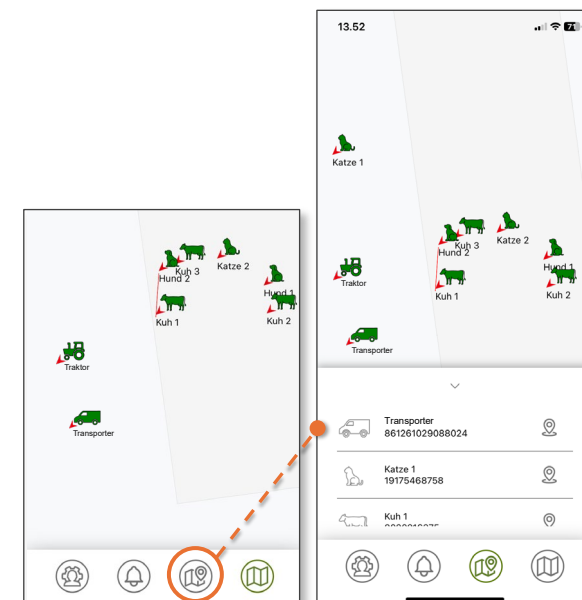 Katze 2
Kuh 3
Hund 2
Hund 1
Kuh 1
Kuh 2
Traktor
Transporter
13.52
71
Katze 1
Katze 2
Kuh 3
Hund 2
Hund 1
Traktor
Kuh 1
Kuh 2
Transporter
Transporter
861261029088024
Katze 1
19175468758
Kuh 1